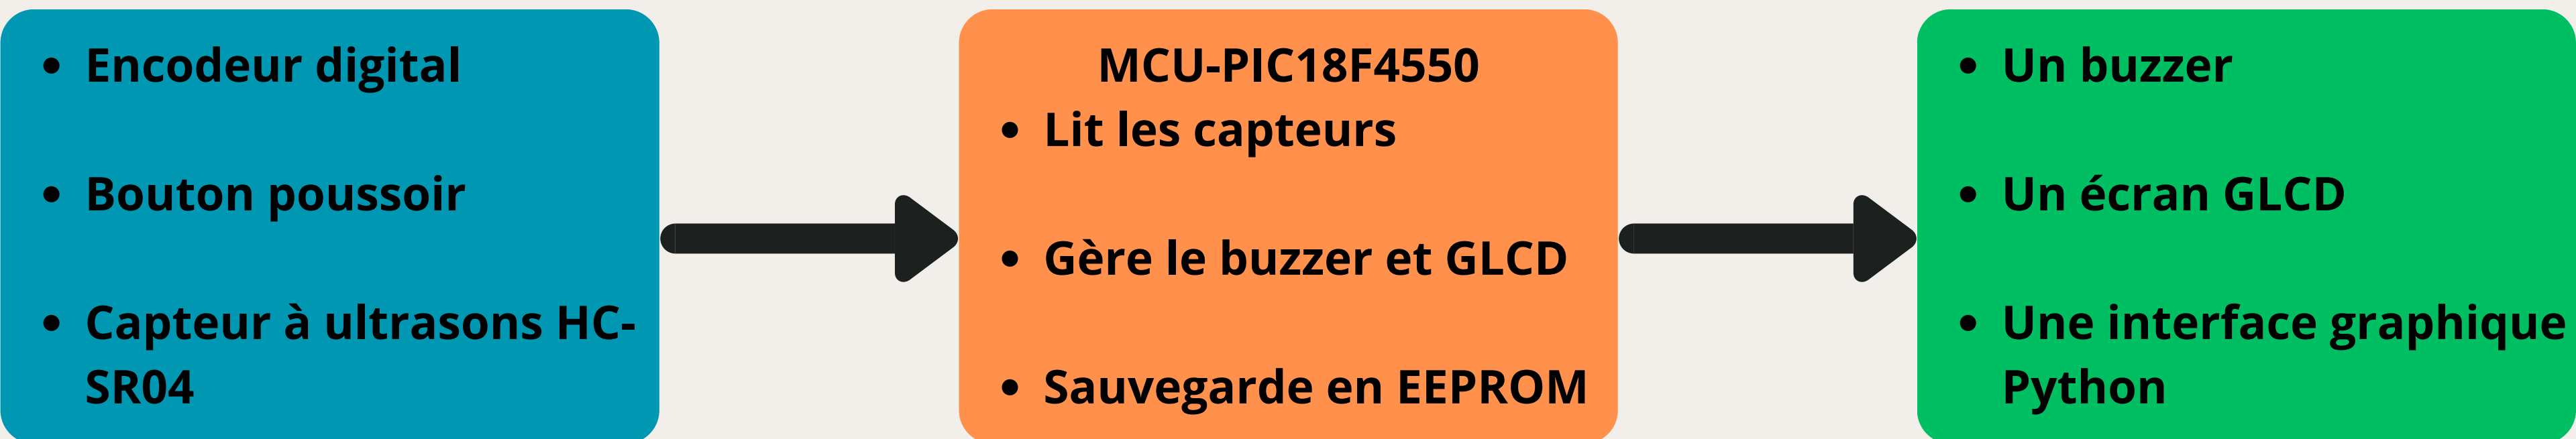 • Encodeur digital
• Bouton poussoir
• Capteur à ultrasons HC-
SR04
MCU-PIC18F4550
• Lit les capteurs
• Gère le buzzer et GLCD
• Sauvegarde en EEPROM
• Un buzzer
• Un écran GLCD
• Une interface graphique
Python